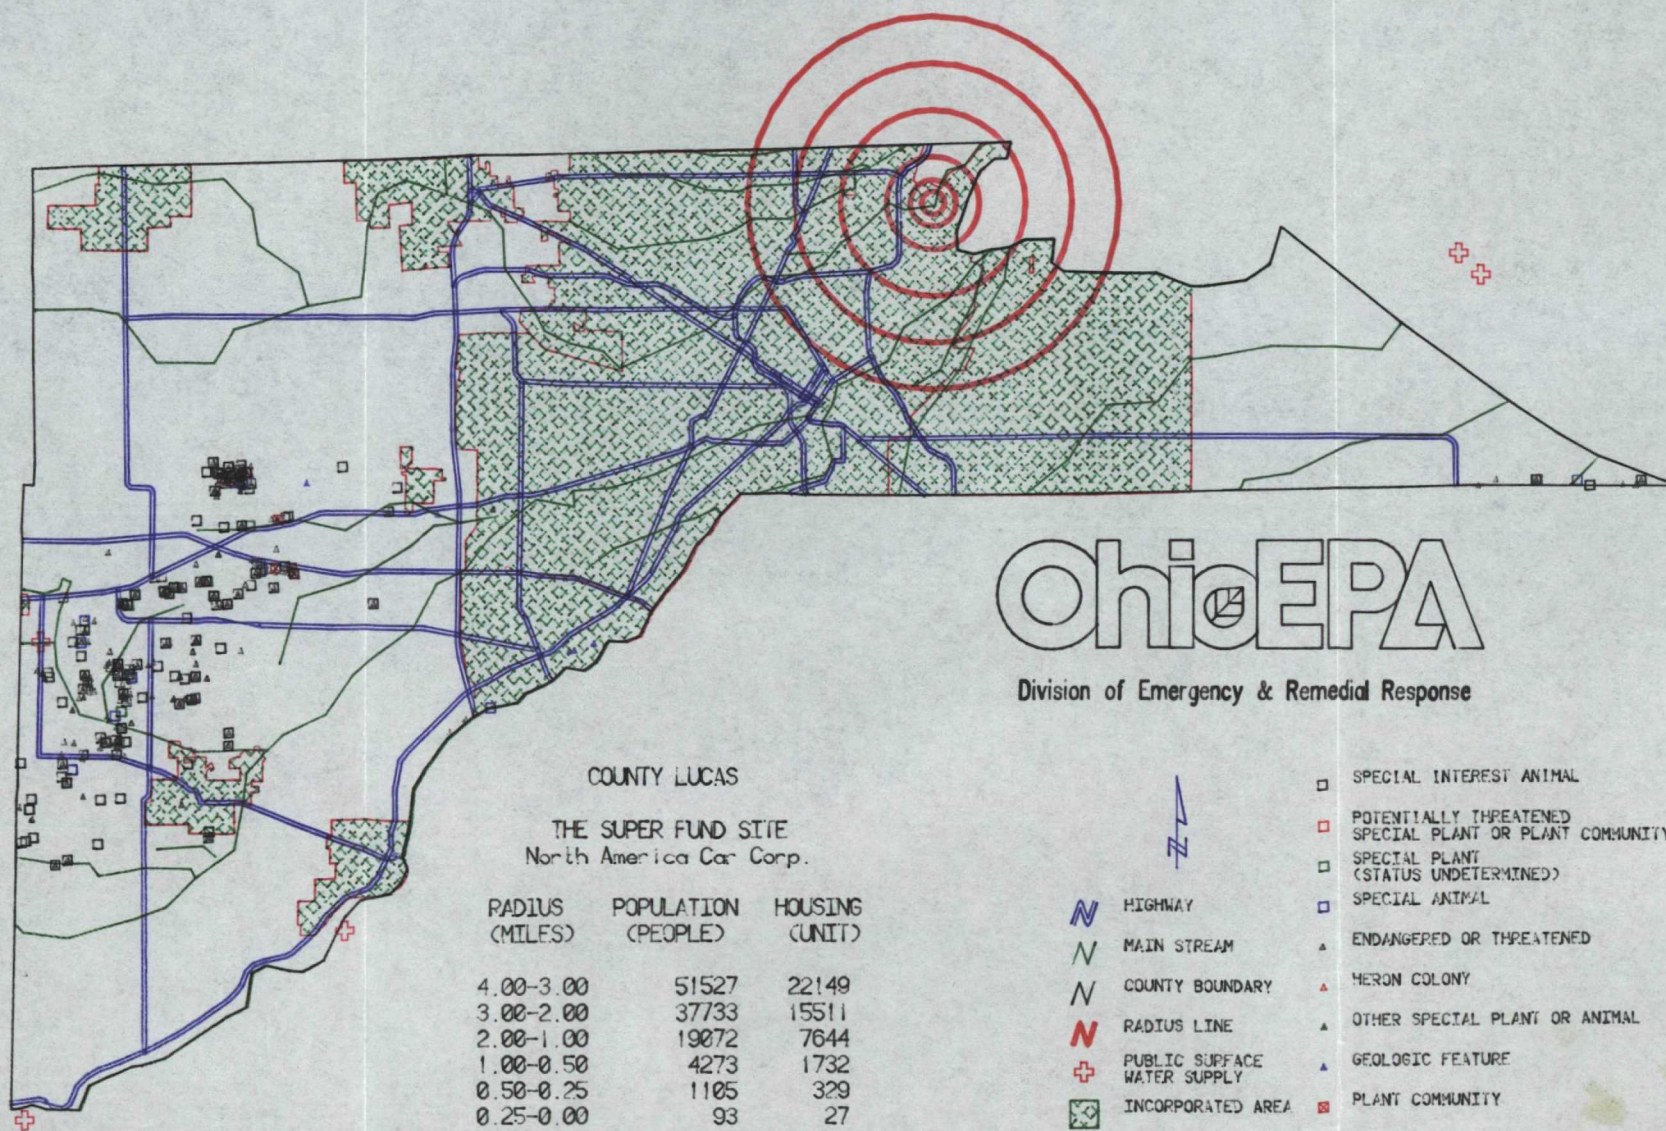 OhioEPA
Division of Emergency & Remedial Response
COUNTY LUCAS
THE SUPER FUND SITE
North America Car Corp.
RADIUS POPULATION HOUSING
(MILES) (PEOPLE) (UNIT)
4.00-3.00 51527 22149
3.00-2.00 37733 15511
2.00-1.00 19072 7644
1.00-0.50 4273 1732
0.50-0.25 1105 329
0.25-0.00 93 27
N
HIGHWAY
MAIN STREAM
COUNTY BOUNDARY
RADIUS LINE
PUBLIC SURFACE
WATER SUPPLY
INCORPORATED AREA
SPECIAL INTEREST ANIMAL
POTENTIALLY THREATENED
SPECIAL PLANT OR PLANT COMMUNITY
SPECIAL PLANT
(STATUS UNDETERMINED)
SPECIAL ANIMAL
ENDANGERED OR THREATENED
HERON COLONY
OTHER SPECIAL PLANT OR ANIMAL
GEOLOGIC FEATURE
PLANT COMMUNITY